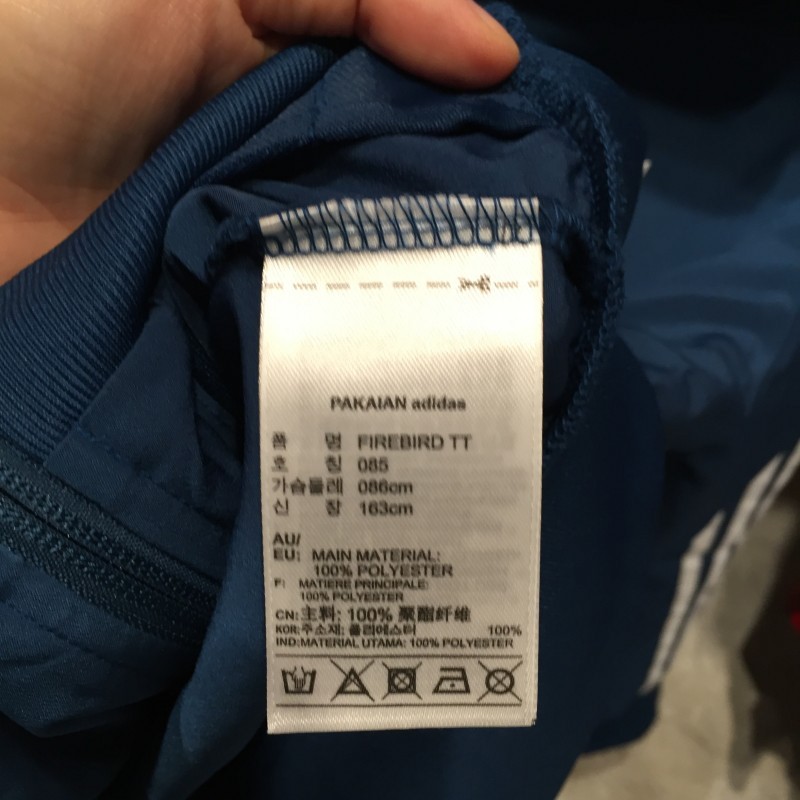 PAKAIAN adidas
품 명 FIREBIRD TT
호 칭 085
가슴둘레 086cm
신 장 163cm
AU/
EU: MAIN MATERIAL:
100% POLYESTER
F: MATIERE PRINCIPALE:
100% POLYESTER
CN: 主料: 100% 聚酯纤维
KOR: 주소재: 폴리에스터 100%
IND: MATERIAL UTAMA: 100% POLYESTER